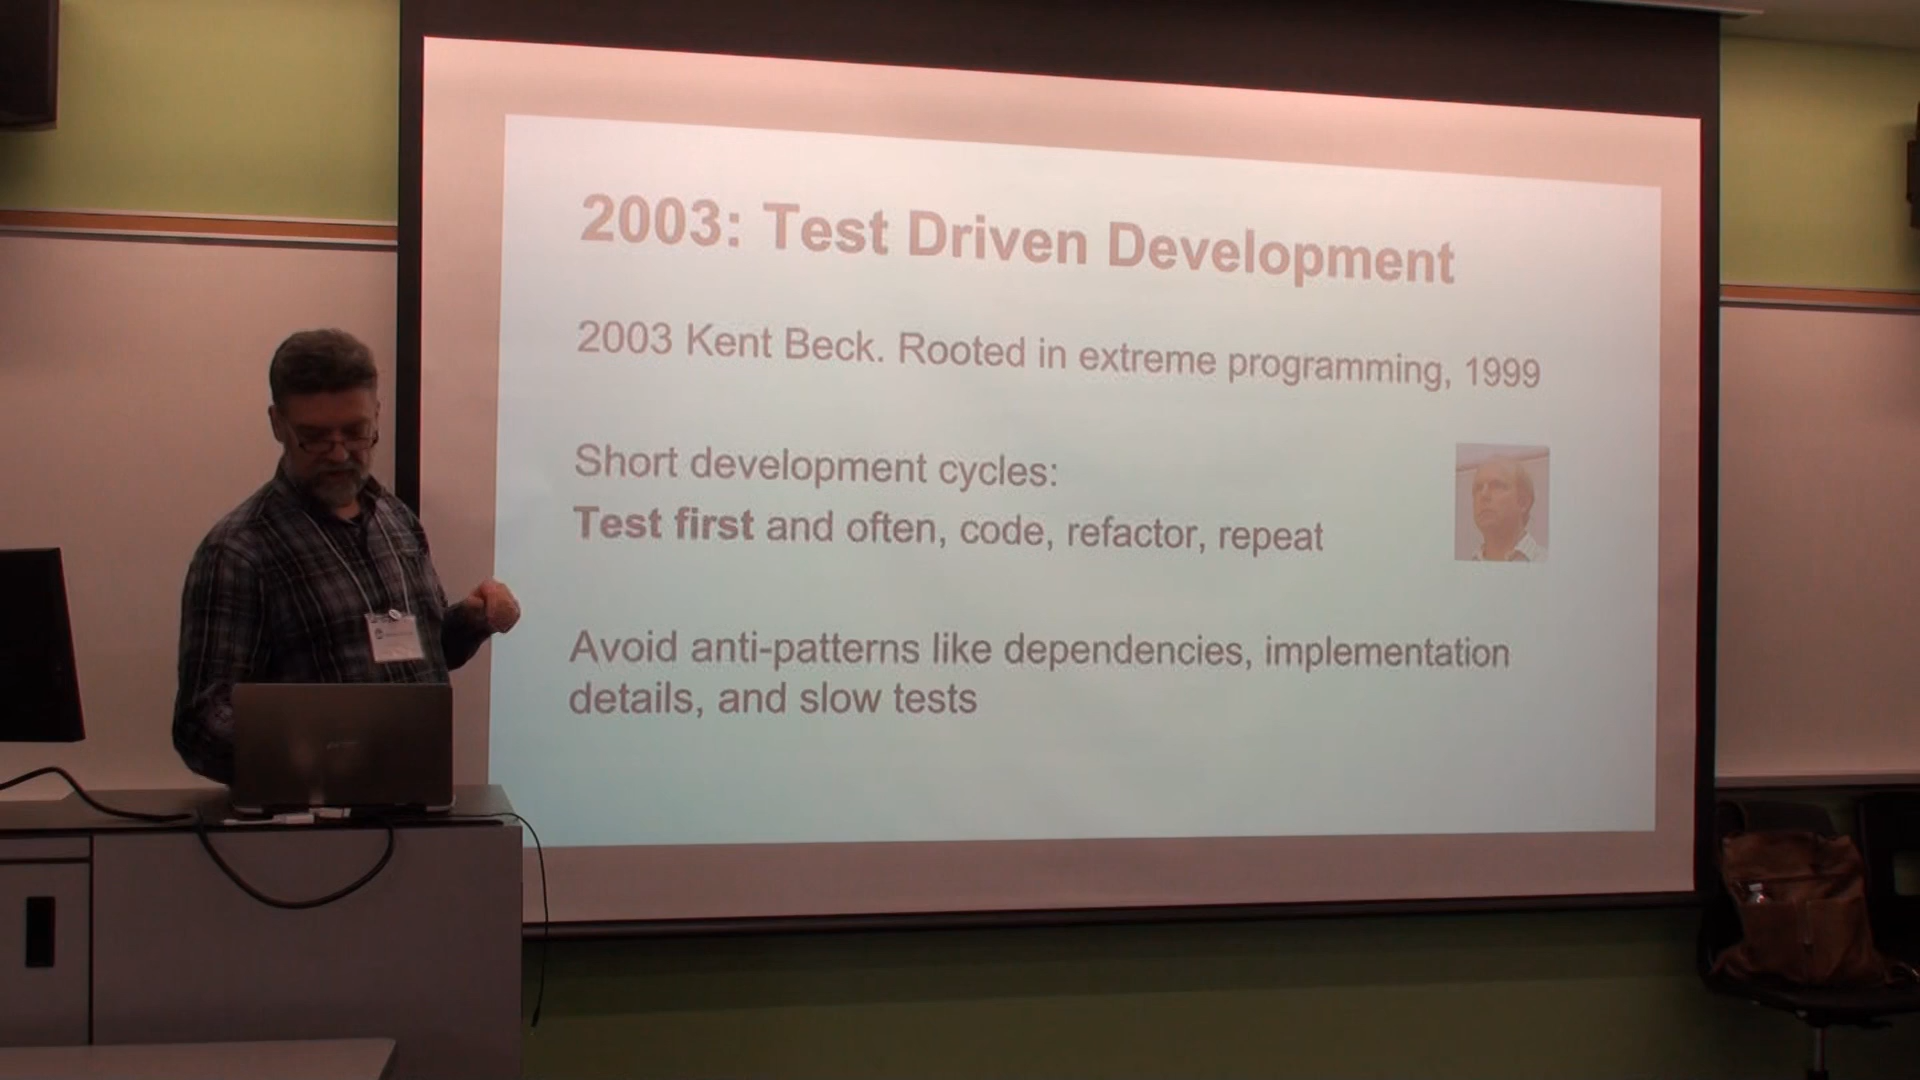 2003: Test Driven Development
2003 Kent Beck. Rooted in extreme programming, 1999
Short development cycles:
Test first and often, code, refactor, repeat
Avoid anti-patterns like dependencies, implementation
details, and slow tests